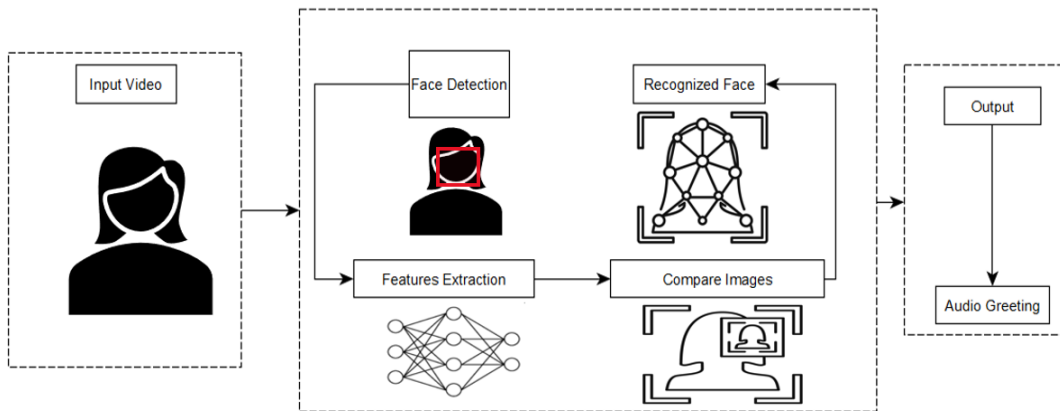 Input Video
Face Detection
Recognized Face
Features Extraction
Compare Images
Output
Audio Greeting